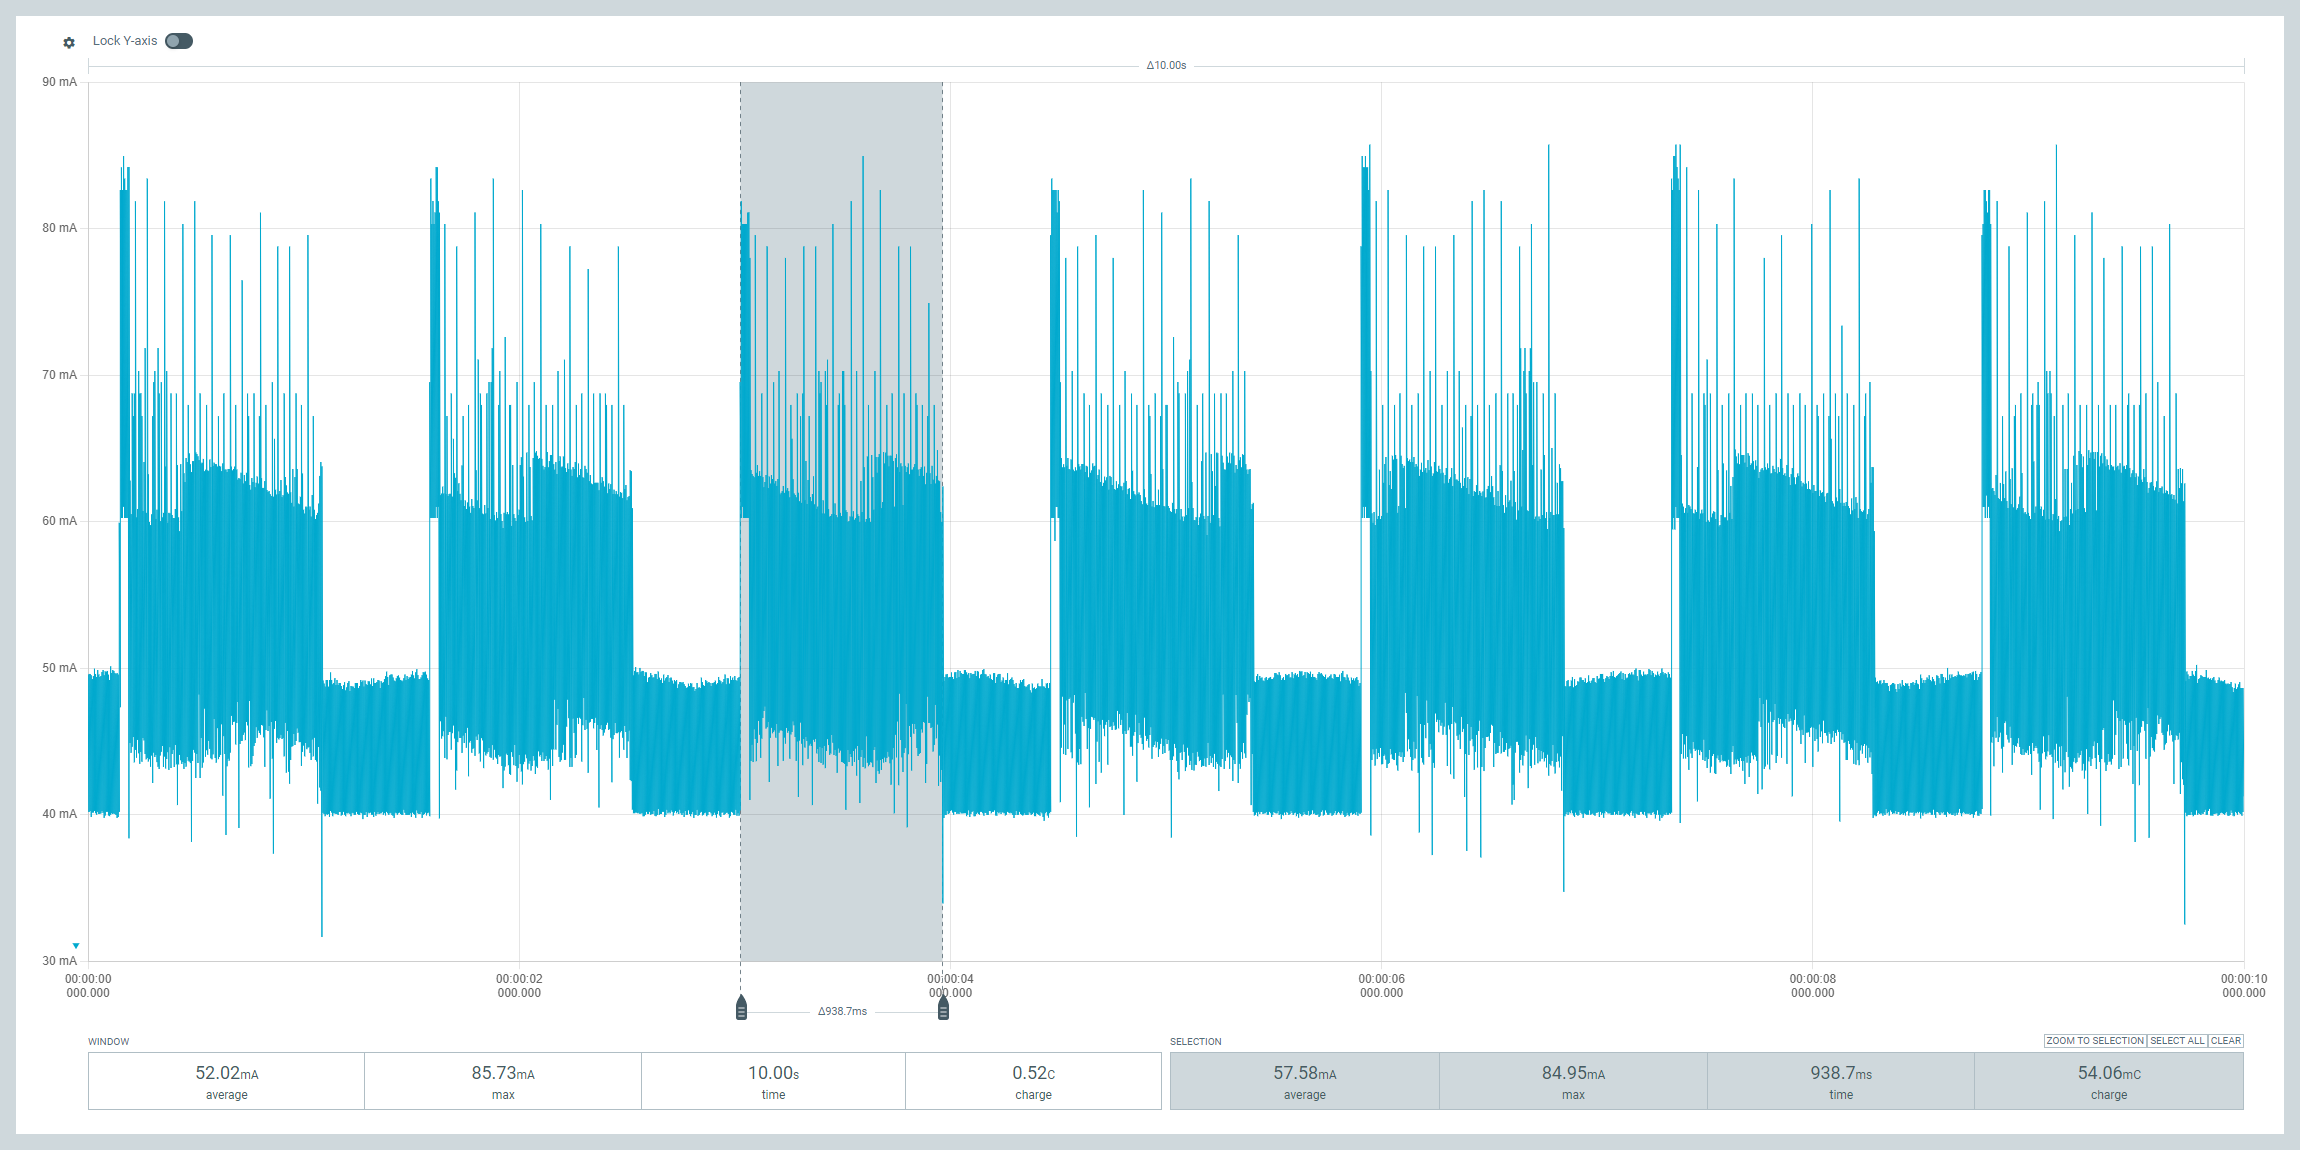 Lock Y-axis
Δ10.00s
90 mA
80 mA
70 mA
60 mA
50 mA
40 mA
30 mA
00:00:00 00:00:02 00:00:04 00:00:06 00:00:08 00:00:10
000.000 000.000 000.000 000.000 000.000 000.000
Δ938.7ms
WINDOW
52.02mA 85.73mA 10.00s 0.52C
average max time charge
SELECTION ZOOM TO SELECTION SELECT ALL CLEAR
57.58mA 84.95mA 938.7ms 54.06mC
average max time charge